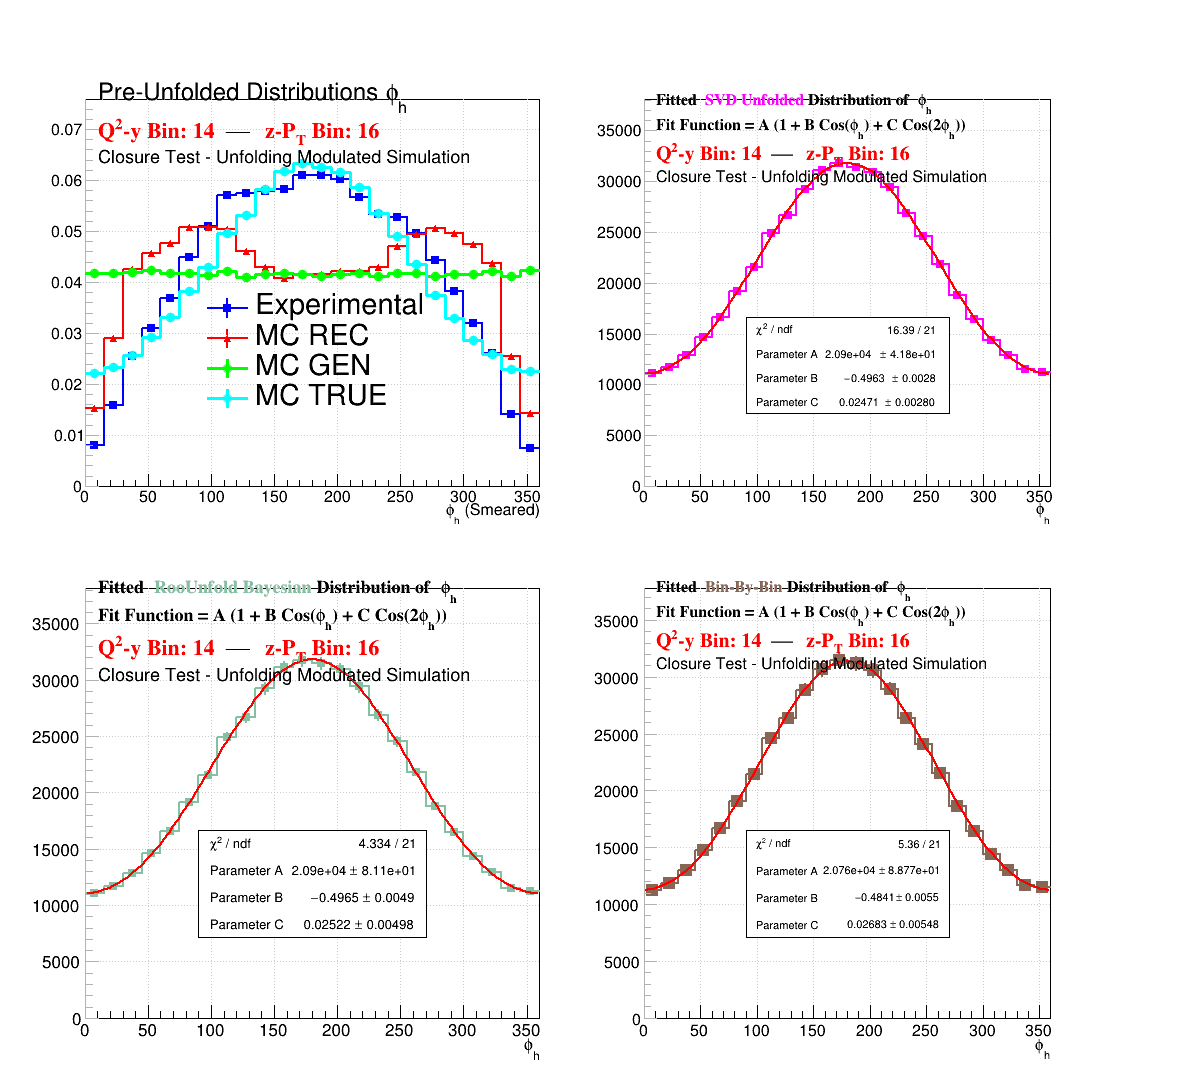 Pre-Unfolded Distributions ϕh
Q2-y Bin: 14 — z-PT Bin: 16
Closure Test - Unfolding Modulated Simulation
0.07
0.06
0.05
0.04
0.03
0.02
0.01
0
Experimental
MC REC
MC GEN
MC TRUE
0 50 100 150 200 250 300 350
ϕh (Smeared)
Fitted SVD Unfolded Distribution of ϕh
Fit Function = A (1 + B Cos(ϕh) + C Cos(2ϕh))
Q2-y Bin: 14 — z-PT Bin: 16
Closure Test - Unfolding Modulated Simulation
35000
30000
25000
20000
15000
10000
5000
0
χ2 / ndf 16.39 / 21
Parameter A 2.09e+04 ± 4.18e+01
Parameter B −0.4963 ± 0.0028
Parameter C 0.02471 ± 0.00280
0 50 100 150 200 250 300 350
ϕh
Fitted RooUnfold Bayesian Distribution of ϕh
Fit Function = A (1 + B Cos(ϕh) + C Cos(2ϕh))
Q2-y Bin: 14 — z-PT Bin: 16
Closure Test - Unfolding Modulated Simulation
35000
30000
25000
20000
15000
10000
5000
0
χ2 / ndf 4.334 / 21
Parameter A 2.09e+04 ± 8.11e+01
Parameter B −0.4965 ± 0.0049
Parameter C 0.02522 ± 0.00498
0 50 100 150 200 250 300 350
ϕh
Fitted Bin-By-Bin Distribution of ϕh
Fit Function = A (1 + B Cos(ϕh) + C Cos(2ϕh))
Q2-y Bin: 14 — z-PT Bin: 16
Closure Test - Unfolding Modulated Simulation
35000
30000
25000
20000
15000
10000
5000
0
χ2 / ndf 5.36 / 21
Parameter A 2.076e+04 ± 8.877e+01
Parameter B −0.4841 ± 0.0055
Parameter C 0.02683 ± 0.00548
0 50 100 150 200 250 300 350
ϕh